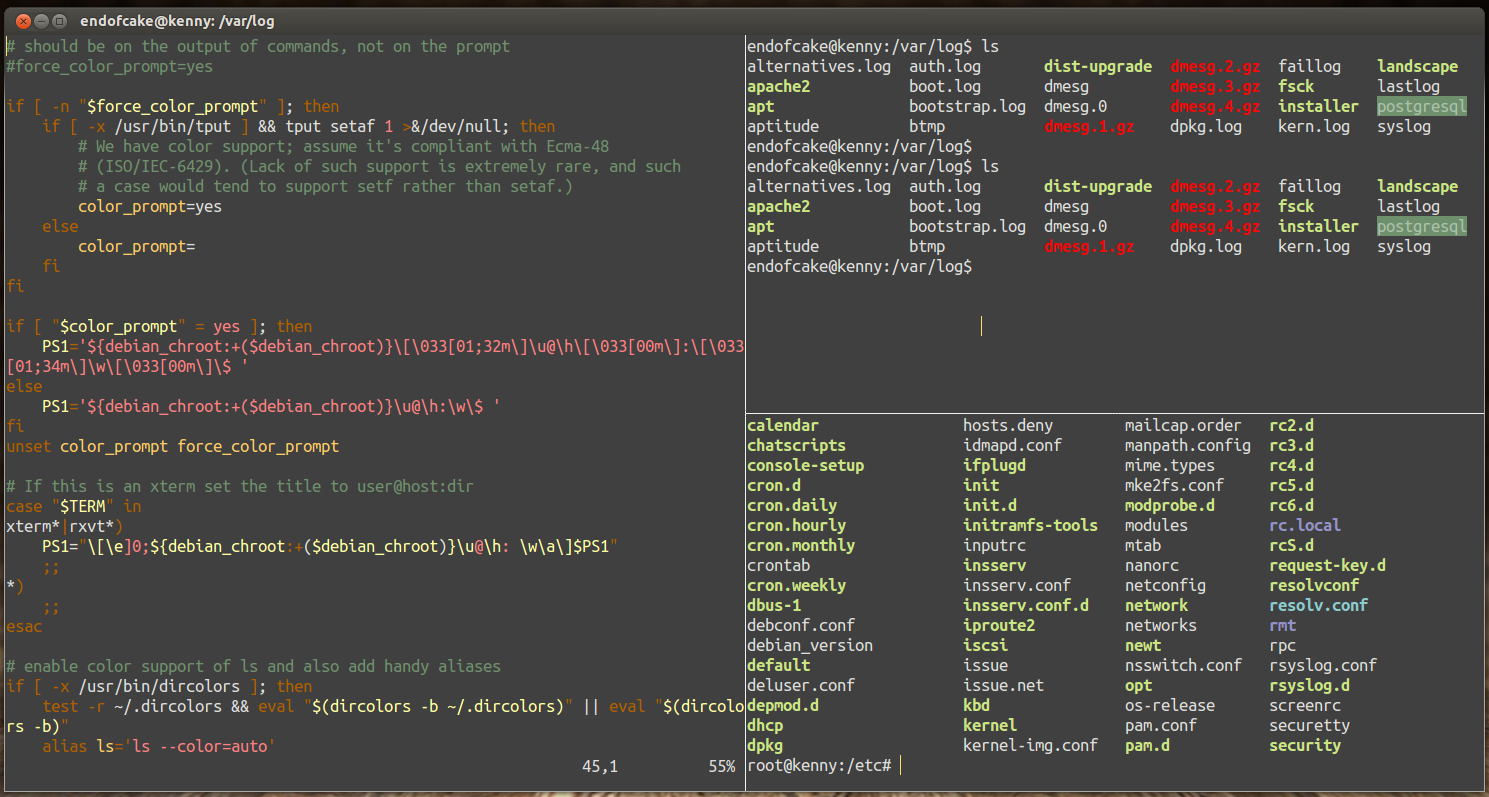 endofcake@kenny: /var/log
# should be on the output of commands, not on the prompt
#force_color_prompt=yes
if [ -n "$force_color_prompt" ]; then
if [ -x /usr/bin/tput ] && tput setaf 1 >&/dev/null; then
# We have color support; assume it's compliant with Ecma-48
# (ISO/IEC-6429). (Lack of such support is extremely rare, and such
# a case would tend to support setf rather than setaf.)
color_prompt=yes
else
color_prompt=
fi
fi
if [ "$color_prompt" = yes ]; then
PS1='${debian_chroot:+($debian_chroot)}\[\033[01;32m\]\u@\h\[\033[00m\]:\[\033
[01;34m\]\w\[\033[00m\]\$ '
else
PS1='${debian_chroot:+($debian_chroot)}\u@\h:\w\$ '
fi
unset color_prompt force_color_prompt
# If this is an xterm set the title to user@host:dir
case "$TERM" in
xterm*|rxvt*)
PS1="\[\e]0;${debian_chroot:+($debian_chroot)}\u@\h: \w\a\]$PS1"
;;
*)
;;
esac
# enable color support of ls and also add handy aliases
if [ -x /usr/bin/dircolors ]; then
test -r ~/.dircolors && eval "$(dircolors -b ~/.dircolors)" || eval "$(dircolo
rs -b)"
alias ls='ls --color=auto'
45,1 55%
endofcake@kenny:/var/log$ ls
alternatives.log auth.log dist-upgrade dmesg.2.gz faillog landscape
apache2 boot.log dmesg dmesg.3.gz fsck lastlog
apt bootstrap.log dmesg.0 dmesg.4.gz installer postgresql
aptitude btmp dmesg.1.gz dpkg.log kern.log syslog
endofcake@kenny:/var/log$
endofcake@kenny:/var/log$ ls
alternatives.log auth.log dist-upgrade dmesg.2.gz faillog landscape
apache2 boot.log dmesg dmesg.3.gz fsck lastlog
apt bootstrap.log dmesg.0 dmesg.4.gz installer postgresql
aptitude btmp dmesg.1.gz dpkg.log kern.log syslog
endofcake@kenny:/var/log$
calendar hosts.deny mailcap.order rc2.d
chatscripts idmapd.conf manpath.config rc3.d
console-setup ifplugd mime.types rc4.d
cron.d init mke2fs.conf rc5.d
cron.daily init.d modprobe.d rc6.d
cron.hourly initramfs-tools modules rc.local
cron.monthly inputrc mtab rcS.d
crontab insserv nanorc request-key.d
cron.weekly insserv.conf netconfig resolvconf
dbus-1 insserv.conf.d network resolv.conf
debconf.conf iproute2 networks rmt
debian_version iscsi newt rpc
default issue nsswitch.conf rsyslog.conf
deluser.conf issue.net opt rsyslog.d
depmod.d kbd os-release screenrc
dhcp kernel pam.conf securetty
dpkg kernel-img.conf pam.d security
root@kenny:/etc#